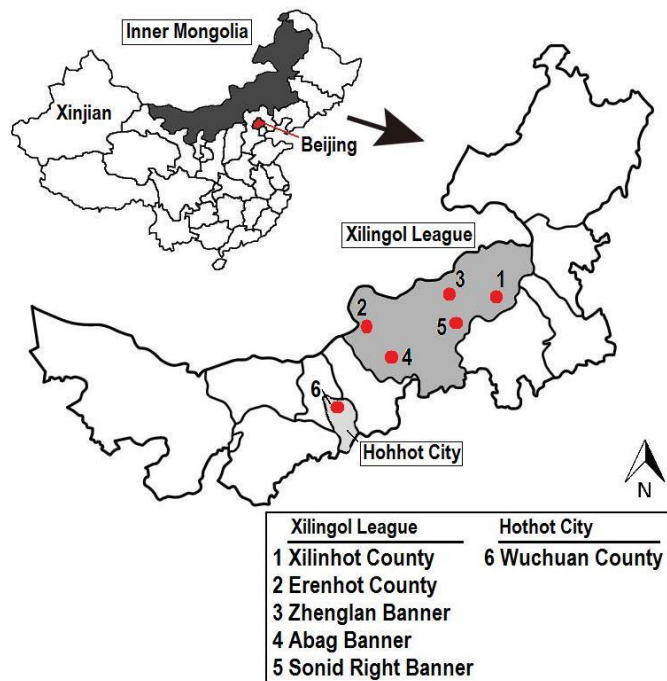 Inner Mongolia
Xinjian
Beijing
Xilingol League
3
1
2
5
4
6
Hohhot City
N
Xilingol League
Hothot City
1 Xilinhot County
6 Wuchuan County
2 Erenhot County
3 Zhenglan Banner
4 Abag Banner
5 Sonid Right Banner